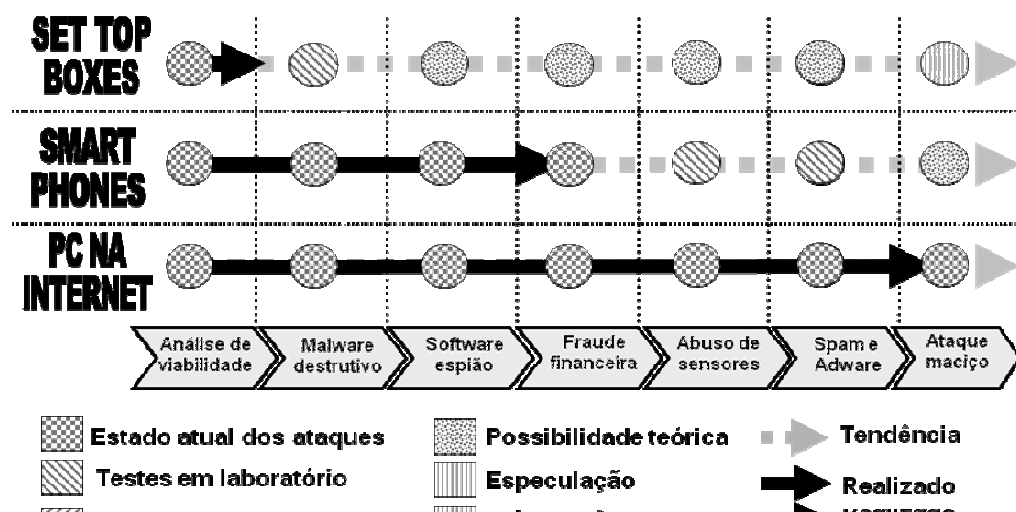 SET TOP
BOXES
SMART
PHONES
PC NA
INTERNET
Análise de
viabilidade
Malware
destrutivo
Software
espião
Fraude
financeira
Abuso de
sensores
Spam e
Adware
Ataque
maciço
Estado atual dos ataques
Possibilidade teórica
Tendência
Testes em laboratório
Especulação
Realizado